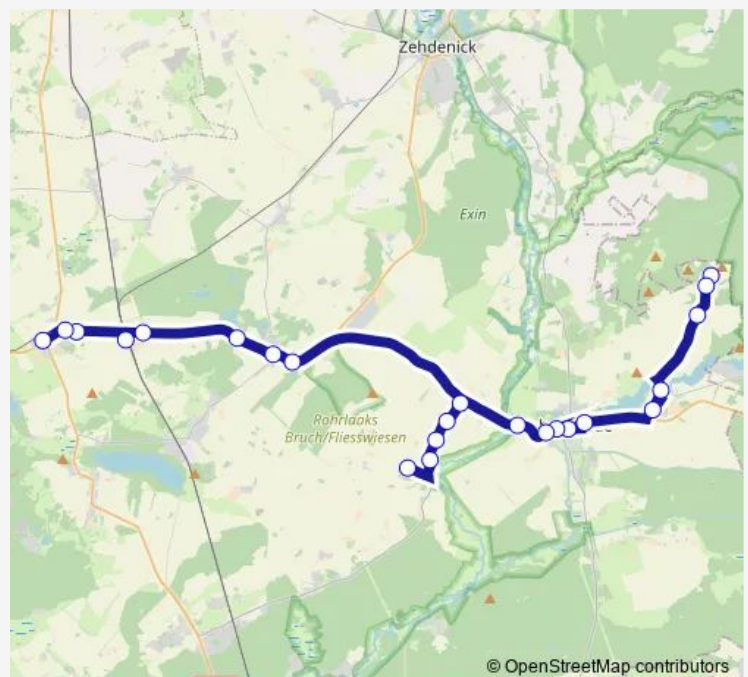 Zehdenick
Exin
Rohrlaaks
Bruch/Fliesswiesen
© OpenStreetMap contributors